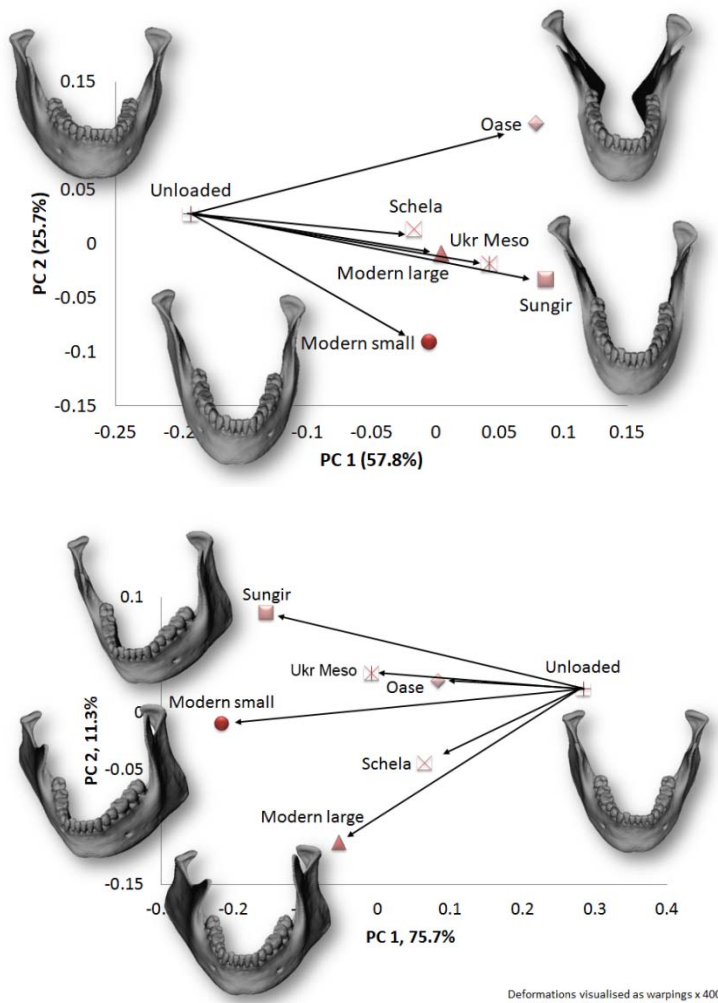 0.15
Oase
0.05
Unloaded
Schela
PC 2 (25.7%)
0
Ukr Meso
Modern large
-0.05
Sungir
-0.1
Modern small
-0.15
-0.25
-0.2
-0.15
-0.1
-0.05
0
0.05
0.1
0.15
PC 1 (57.8%)
0.1
Sungir
Ukr Meso
Unloaded
Oase
Modern small
0
PC 2, 11.3%
-0.05
Schela
Modern large
-0.15
-0.2
0
0.1
0.2
0.3
0.4
PC 1, 75.7%
Deformations visualised as warpings x 400